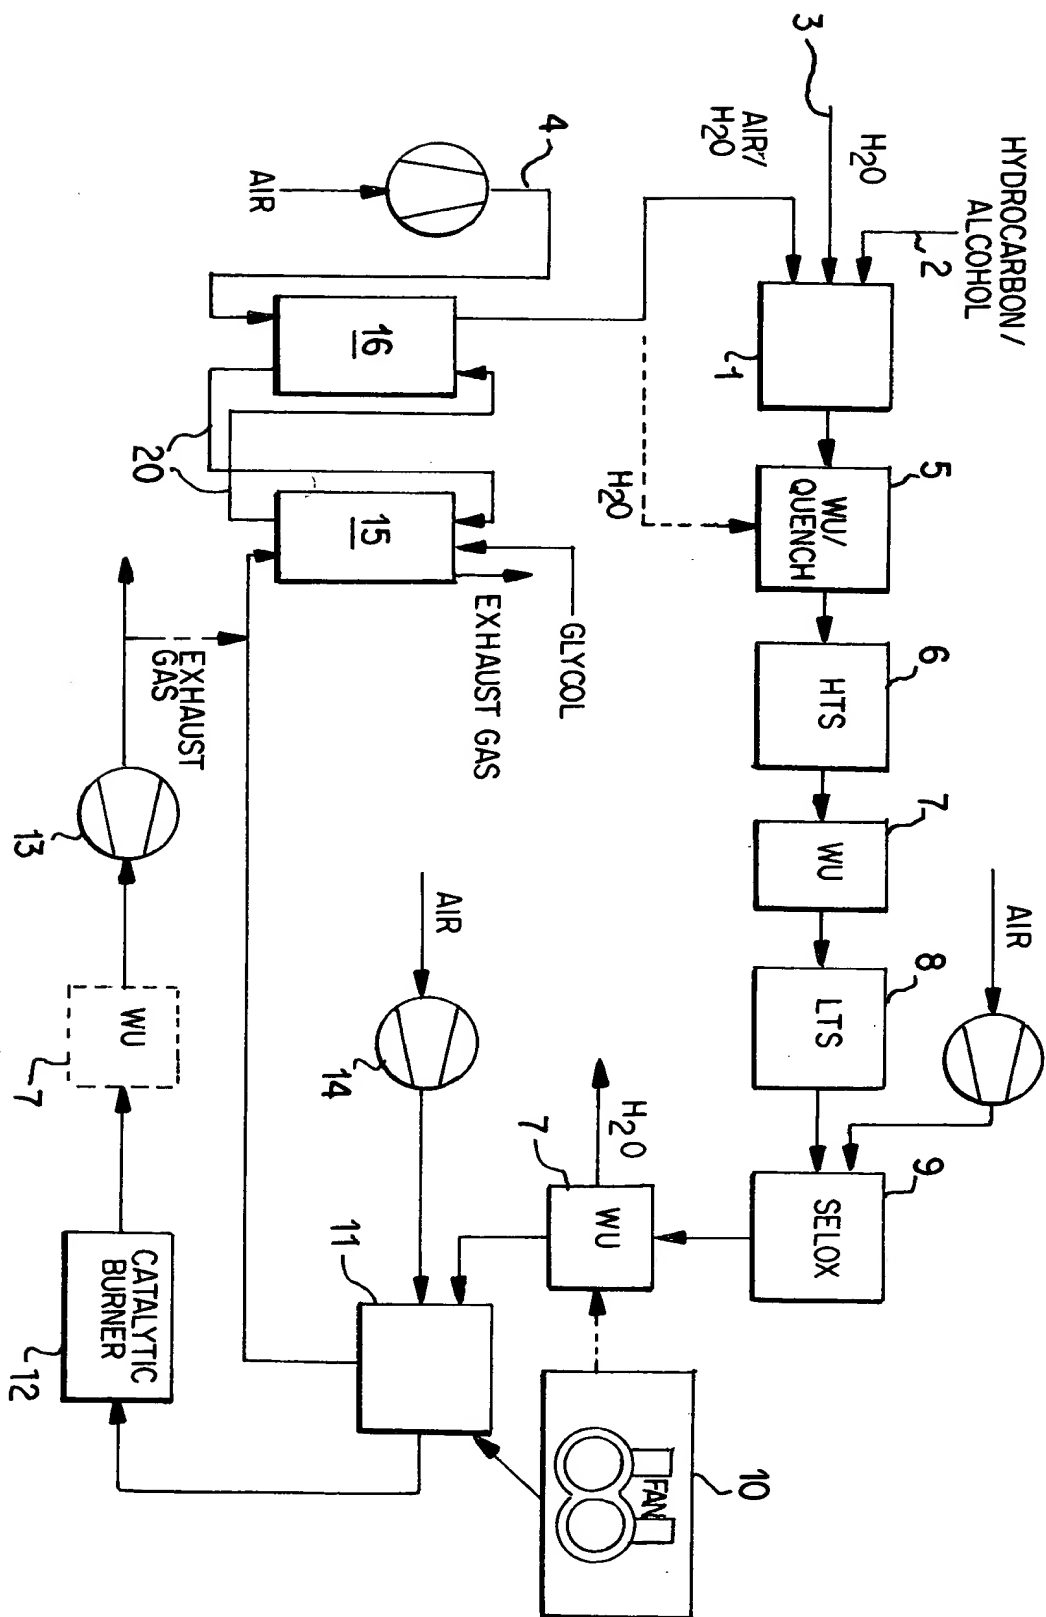 HYDROCARBON/
ALCOHOL
2
H2O
3
AIR/
H2O
1
5
WU/
QUENCH
6
HTS
7
WU
8
LTS
AIR
9
SELOX
H2O
4
AIR
16
15
20
GLYCOL
EXHAUST GAS
AIR
14
H2O
7
WU
10
FAN
11
EXHAUST
GAS
13
WU
7
CATALYTIC
BURNER
12